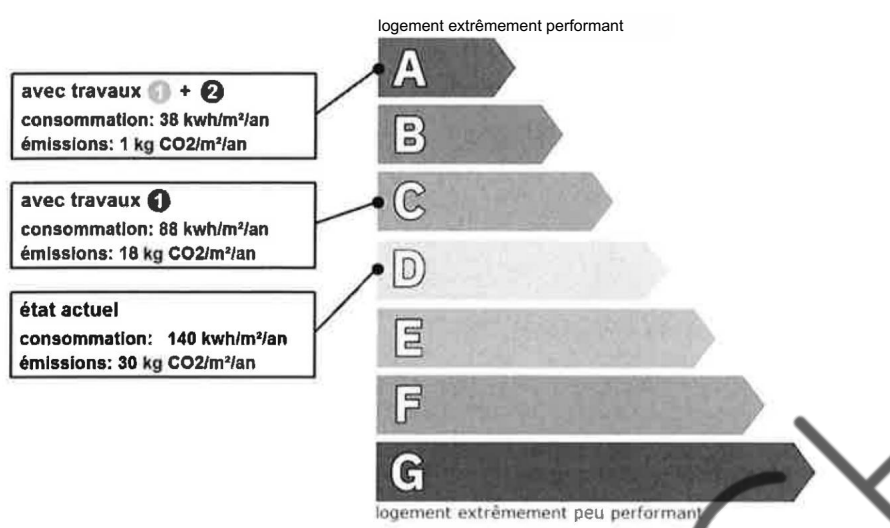 logement extrêmement performant
A
avec travaux 1 + 2
consommation: 38 kwh/m²/an
émissions: 1 kg CO2/m²/an
B
avec travaux 1
consommation: 88 kwh/m²/an
émissions: 18 kg CO2/m²/an
C
D
état actuel
consommation: 140 kwh/m²/an
émissions: 30 kg CO2/m²/an
E
F
G
logement extrêmement peu performant